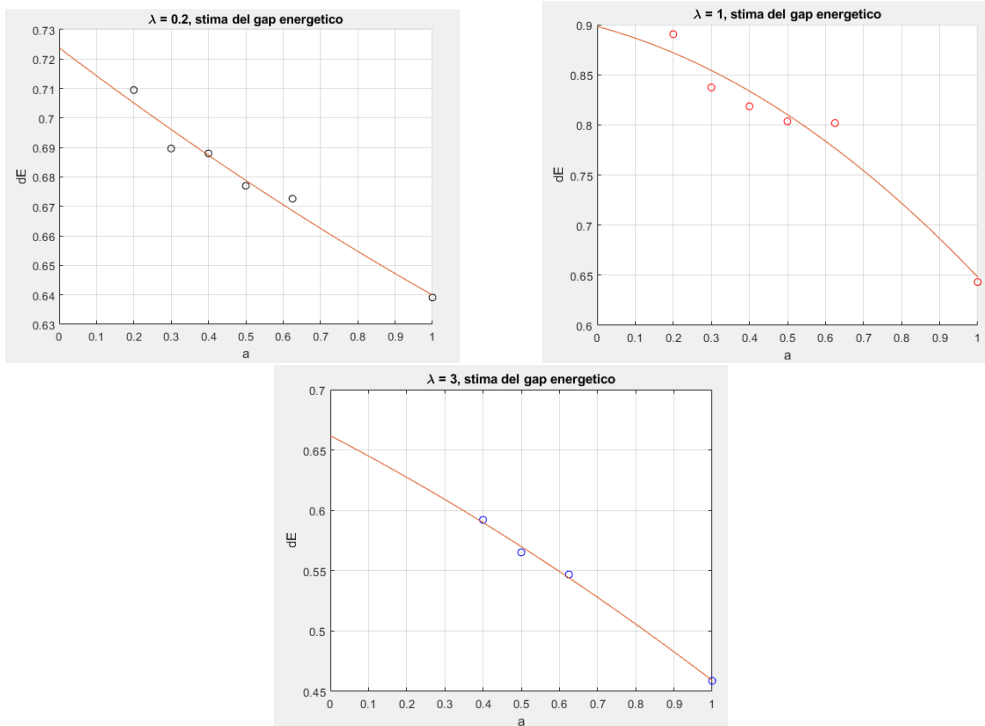 λ = 0.2, stima del gap energetico
0.73
0.72
0.71
0.7
0.69
0.68
0.67
0.66
0.65
0.64
0.63
dE
0 0.1 0.2 0.3 0.4 0.5 0.6 0.7 0.8 0.9 1
a
λ = 1, stima del gap energetico
0.9
0.85
0.8
0.75
0.7
0.65
0.6
dE
0 0.1 0.2 0.3 0.4 0.5 0.6 0.7 0.8 0.9 1
a
λ = 3, stima del gap energetico
0.7
0.65
0.6
0.55
0.5
0.45
dE
0 0.1 0.2 0.3 0.4 0.5 0.6 0.7 0.8 0.9 1
a